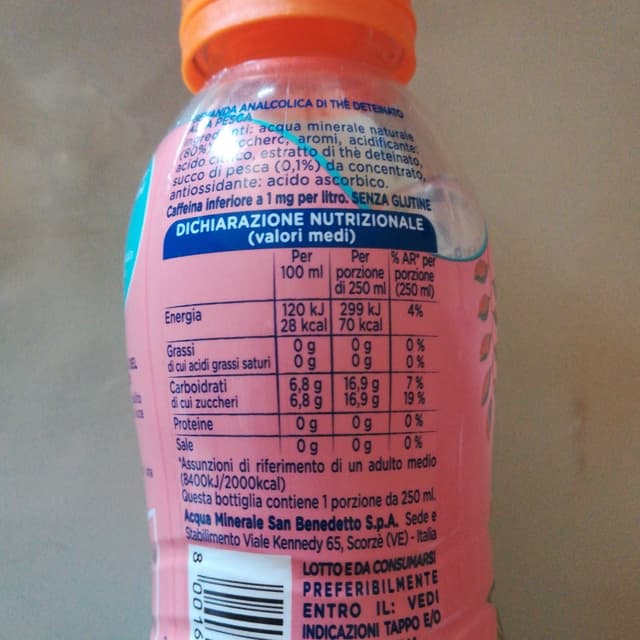 BEVANDA ANALCOLICA DI THÈ DETEINATO
ALLA PESCA
Ingredienti: acqua minerale naturale
(80%), zucchero, aromi, acidificante:
acido citrico, estratto di thè deteinato,
succo di pesca (0,1%) da concentrato,
antiossidante: acido ascorbico.
Caffeina inferiore a 1 mg per litro. SENZA GLUTINE
DICHIARAZIONE NUTRIZIONALE
(valori medi)
Per 100 ml Per porzione di 250 ml % AR* per porzione (250 ml)
Energia 120 kJ 299 kJ 4%
28 kcal 70 kcal
Grassi 0 g 0 g 0 %
di cui acidi grassi saturi 0 g 0 g 0 %
Carboidrati 6,8 g 16,9 g 7 %
di cui zuccheri 6,8 g 16,9 g 19 %
Proteine 0 g 0 g 0 %
Sale 0 g 0 g 0 %
*Assunzioni di riferimento di un adulto medio
(8400kJ/2000kcal)
Questa bottiglia contiene 1 porzione da 250 ml.
Acqua Minerale San Benedetto S.p.A. Sede e
Stabilimento Viale Kennedy 65, Scorzè (VE) - Italia
LOTTO E DA CONSUMARSI
PREFERIBILMENTE
ENTRO IL: VEDI
INDICAZIONI TAPPO E/O
8 0016